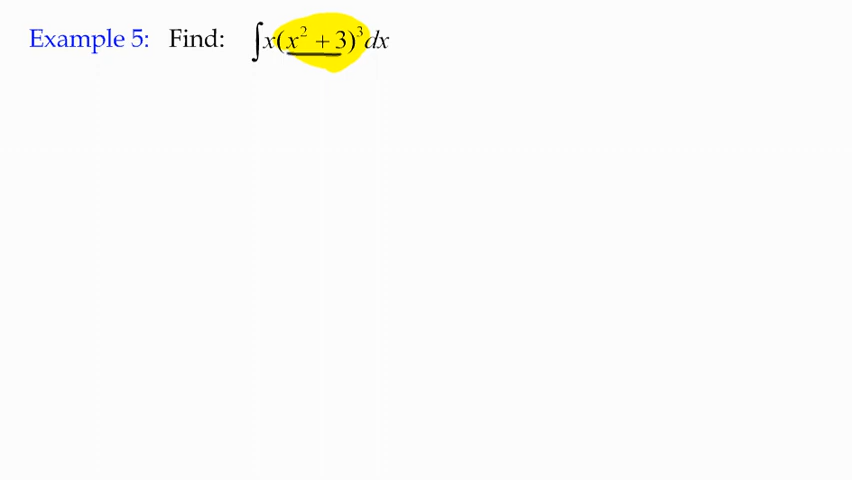 Example 5: Find: ∫x(x² + 3)³dx